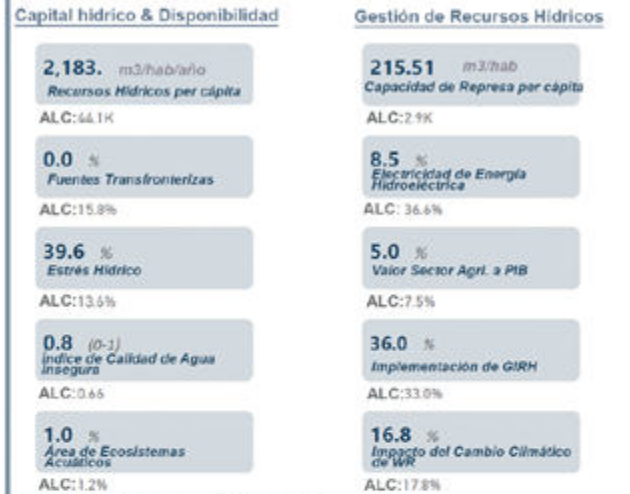 Capital hídrico & Disponibilidad
2,183. m3/hab/año
Recursos Hídricos per cápita
ALC:44.1K
0.0 %
Fuentes Transfronterizas
ALC:15.8%
39.6 %
Estrés Hídrico
ALC:13.6%
0.8 (0-1)
Índice de Calidad de Agua
Insegura
ALC:0.66
1.0 %
Área de Ecosistemas
Acuáticos
ALC:1.2%
Gestión de Recursos Hídricos
215.51 m3/hab
Capacidad de Represa per cápita
ALC:2.9K
8.5 %
Electricidad de Energía
Hidroeléctrica
ALC: 36.6%
5.0 %
Valor Sector Agri. a PIB
ALC:7.5%
36.0 %
Implementación de GIRH
ALC:33.0%
16.8 %
Impacto del Cambio Climático
de WR
ALC:17.8%